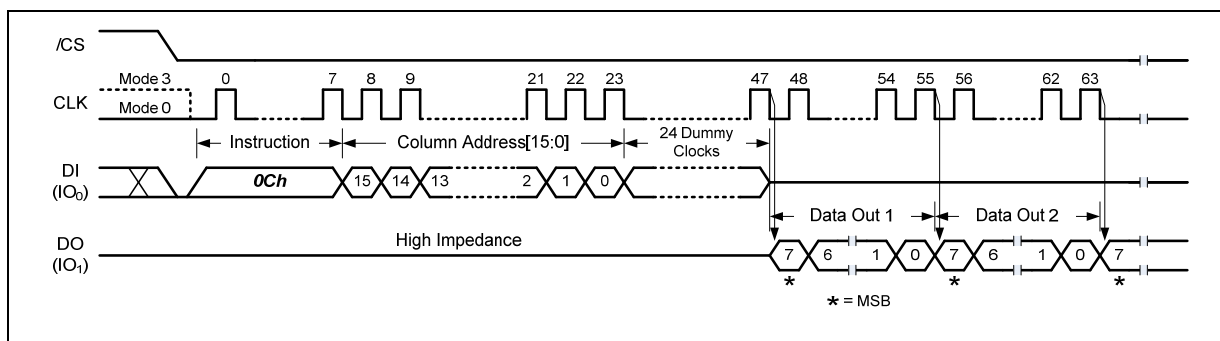 /CS
Mode 3 0 7 8 9 21 22 23 47 48 54 55 56 62 63
CLK
Mode 0
Instruction Column Address[15:0] 24 Dummy
Clocks
DI
(IO0) 0Ch 15 14 13 2 1 0
Data Out 1 Data Out 2
High Impedance
DO
(IO1) 7 6 1 0 7 6 1 0 7
* * *
* = MSB